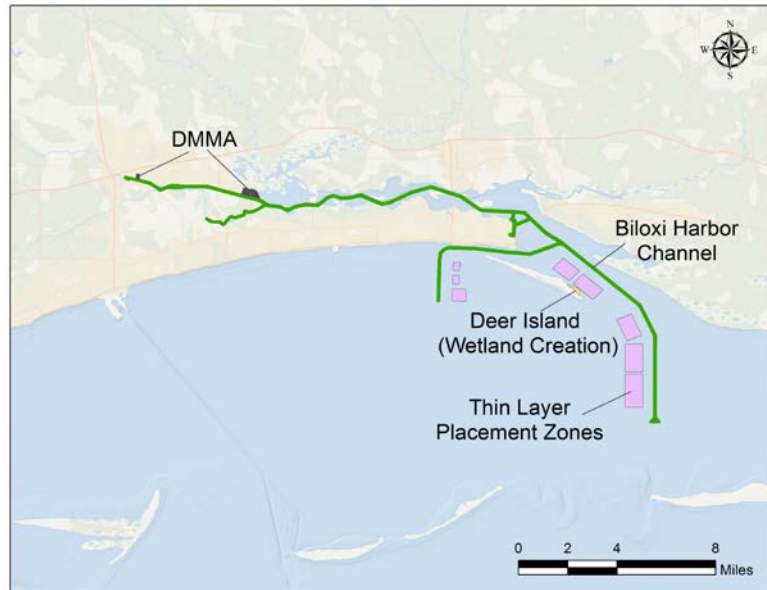 N
W E
S
DMMA
Biloxi Harbor
Channel
Deer Island
(Wetland Creation)
Thin Layer
Placement Zones
0 2 4 8
Miles